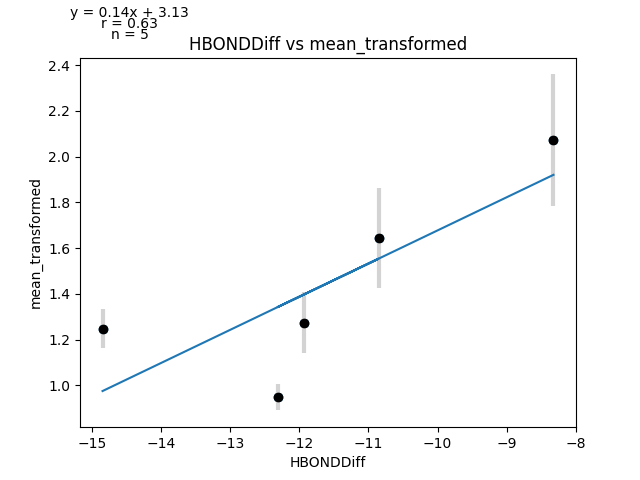 y = 0.14x + 3.13
r = 0.63
n = 5
HBONDDiff vs mean_transformed
2.4
2.2
2.0
1.8
1.6
1.4
1.2
1.0
mean_transformed
−15
−14
−13
−12
−11
−10
−9
−8
HBONDDiff